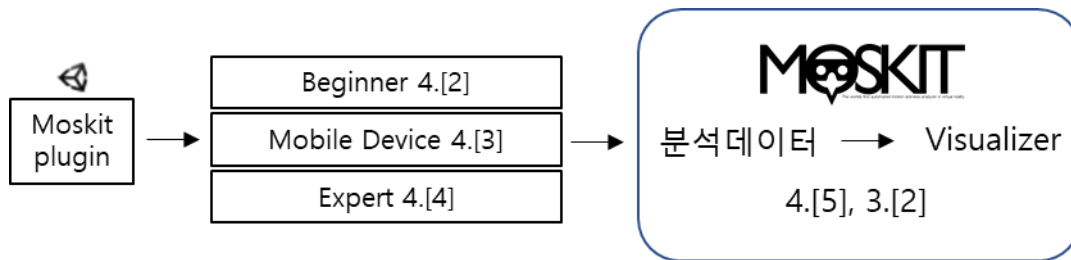 Moskit
plugin
Beginner 4.[2]
Mobile Device 4.[3]
Expert 4.[4]
MOSKIT
분석데이터
Visualizer
4.[5], 3.[2]